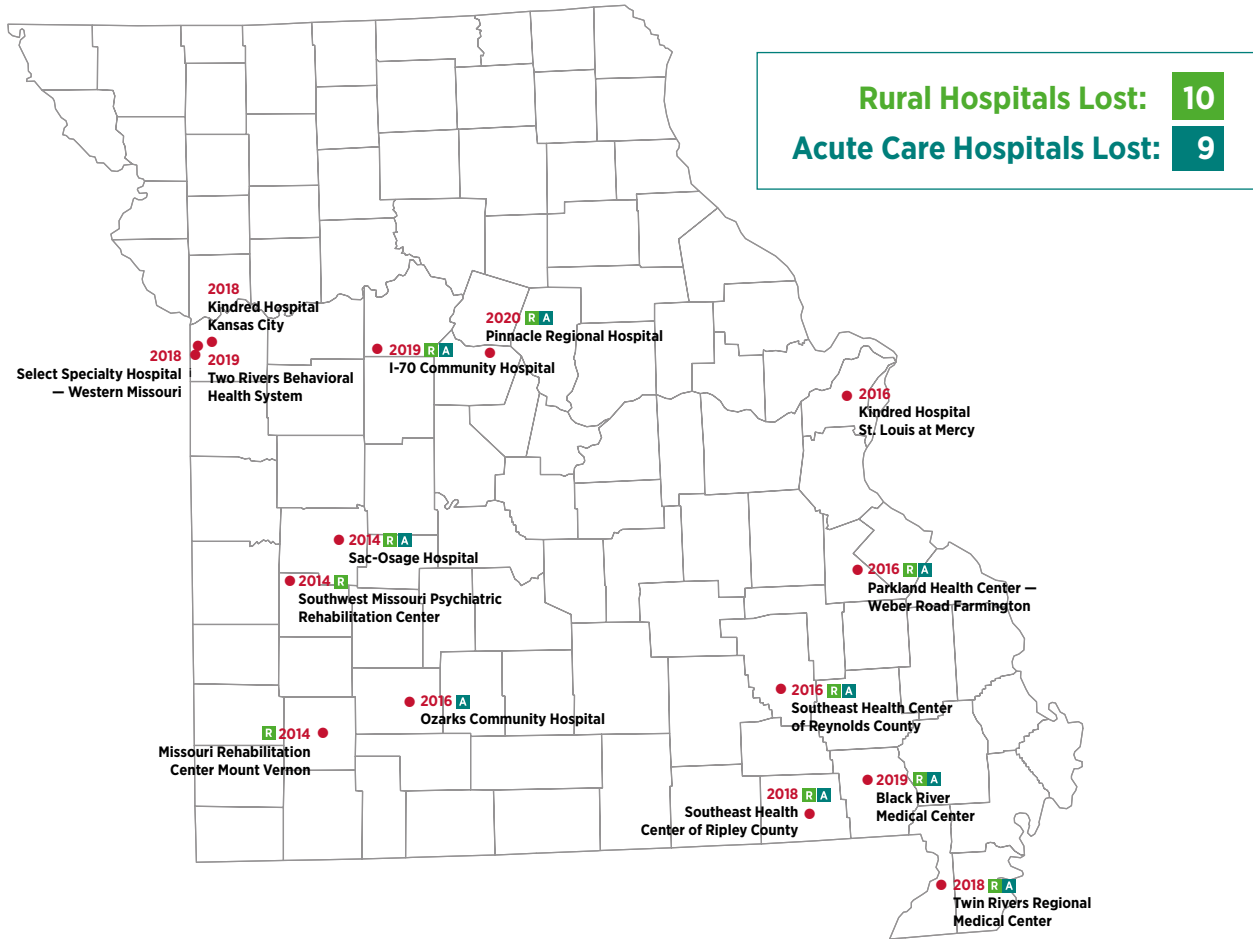 Rural Hospitals Lost: 10
Acute Care Hospitals Lost: 9
2018
Kindred Hospital
Kansas City
2018
Select Specialty Hospital
— Western Missouri
2019
Two Rivers Behavioral
Health System
2019 R A
I-70 Community Hospital
2020 R A
Pinnacle Regional Hospital
2016
Kindred Hospital
St. Louis at Mercy
2014 R A
Sac-Osage Hospital
2014 R
Southwest Missouri Psychiatric
Rehabilitation Center
2016 R A
Parkland Health Center —
Weber Road Farmington
2016 A
Ozarks Community Hospital
2016 R A
Southeast Health Center
of Reynolds County
R 2014
Missouri Rehabilitation
Center Mount Vernon
2018 R A
Southeast Health
Center of Ripley County
2019 R A
Black River
Medical Center
2018 R A
Twin Rivers Regional
Medical Center